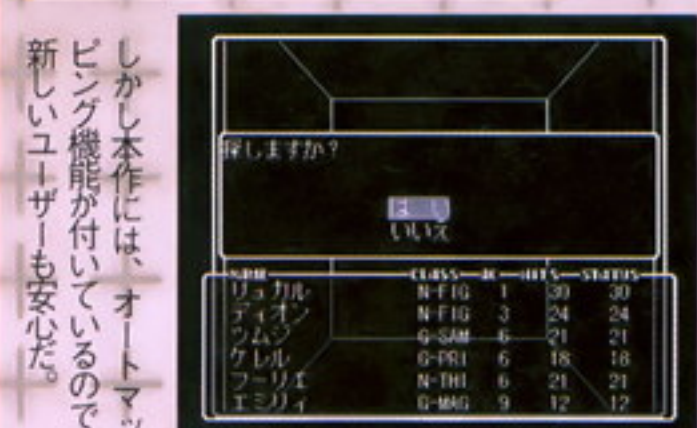 しかし本作には、オートマッ
ピング機能が付いているので
新しいユーザーも安心だ。
探しますか?
はい
いいえ
NAME CLASS AC HITS STATUS
リュカル N-FIG 1 30 30
ディオン N-FIG 3 24 24
ツムジ G-SAM 6 21 21
ケレル G-PRI 6 18 18
フーリエ N-THI 6 21 21
エミリィ G-MAG 9 12 12